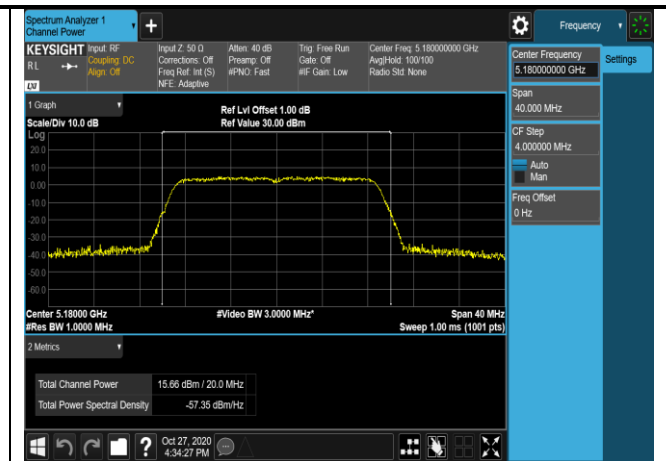 Spectrum Analyzer 1
Channel Power
Frequency
KEYSIGHT
RL
LXI
Input: RF
Coupling: DC
Align: Off
Input Z: 50 Ω
Corrections: Off
Freq Ref: Int (S)
NFE: Adaptive
Atten: 40 dB
Preamp: Off
#PNO: Fast
Trig: Free Run
Gate: Off
#IF Gain: Low
Center Freq: 5.180000000 GHz
Avg|Hold: 100/100
Radio Std: None
Center Frequency
5.180000000 GHz
Settings
Span
40.000 MHz
CF Step
4.000000 MHz
Auto
Man
Freq Offset
0 Hz
1 Graph
Scale/Div 10.0 dB
Ref Lvl Offset 1.00 dB
Ref Value 30.00 dBm
Log
20.0
10.0
0.00
-10.0
-20.0
-30.0
-40.0
-50.0
-60.0
Center 5.18000 GHz
#Video BW 3.0000 MHz*
Span 40 MHz
#Res BW 1.0000 MHz
Sweep 1.00 ms (1001 pts)
2 Metrics
Total Channel Power 15.66 dBm / 20.0 MHz
Total Power Spectral Density -57.35 dBm/Hz
?
Oct 27, 2020
4:34:27 PM